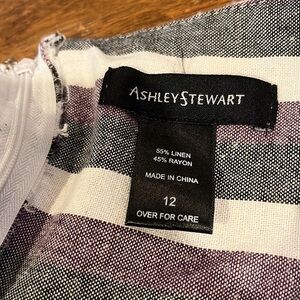 ASHLEYSTEWART
55% LINEN
45% RAYON
MADE IN CHINA
12
OVER FOR CARE